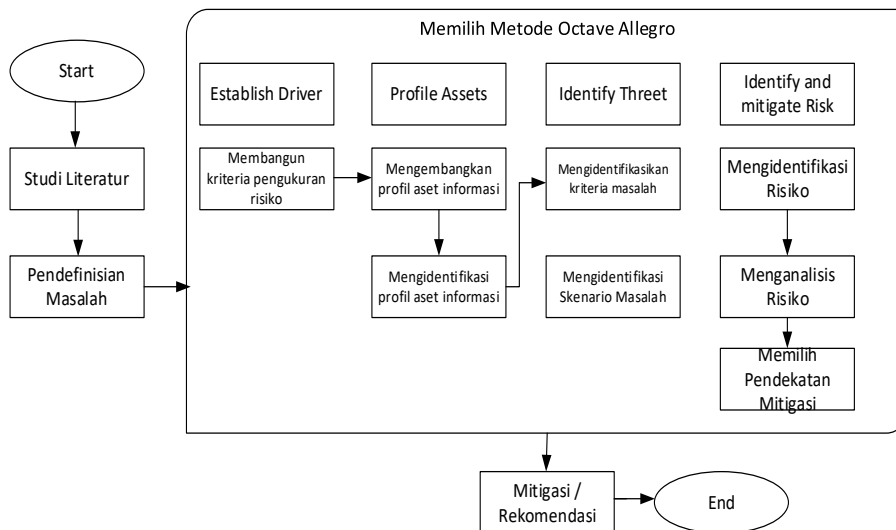 Memilih Metode Octave Allegro
Start
Studi Literatur
Pendefinisian
Masalah
Establish Driver
Profile Assets
Identify Threet
Identify and
mitigate Risk
Membangun
kriteria pengukuran
risiko
Mengembangkan
profil aset informasi
Mengidentifikasikan
kriteria masalah
Mengidentifikasi
Risiko
Mengidentifikasi
profil aset informasi
Mengidentifikasi
Skenario Masalah
Menganalisis
Risiko
Memilih
Pendekatan
Mitigasi
Mitigasi /
Rekomendasi
End